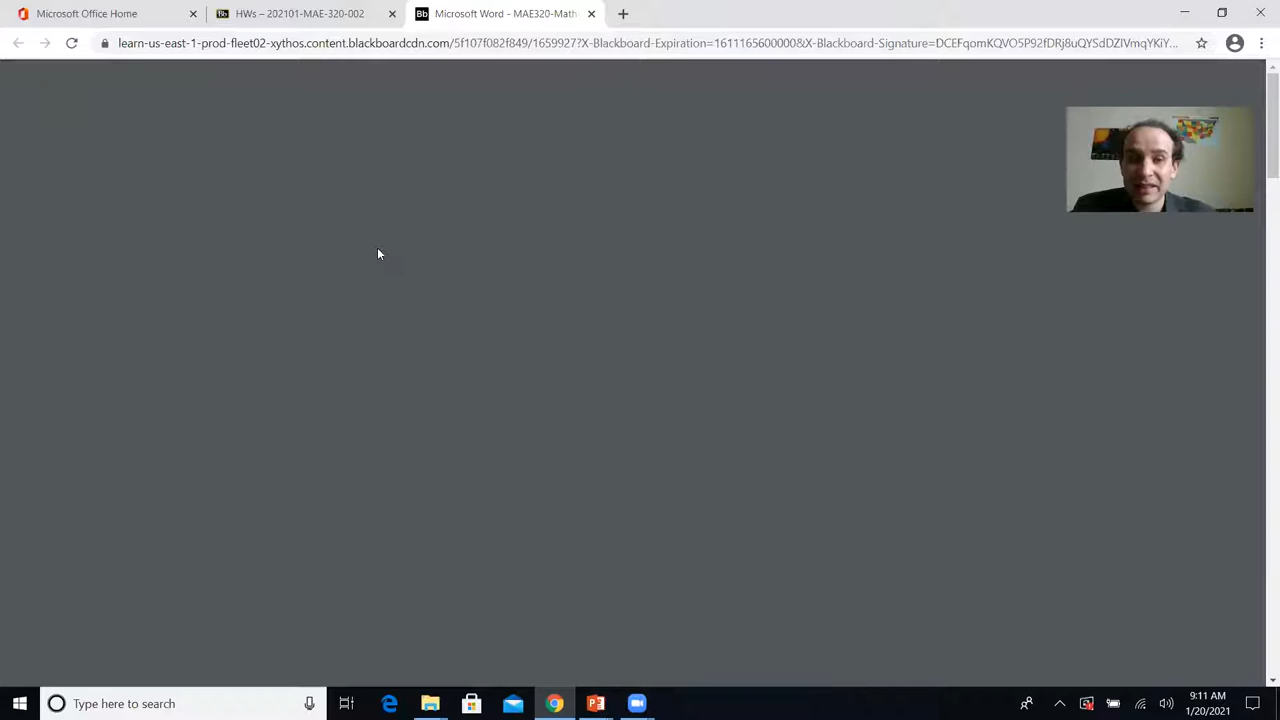 Microsoft Office Home
Bb HWs – 202101-MAE-320-002
Bb Microsoft Word - MAE320-Math
learn-us-east-1-prod-fleet02-xythos.content.blackboardcdn.com/5f107f082f849/1659927?X-Blackboard-Expiration=1611165600000&X-Blackboard-Signature=DCEFqomKQVO5P92fDRj8uQYSdDZIVmqYKiY...
Type here to search
9:11 AM
1/20/2021